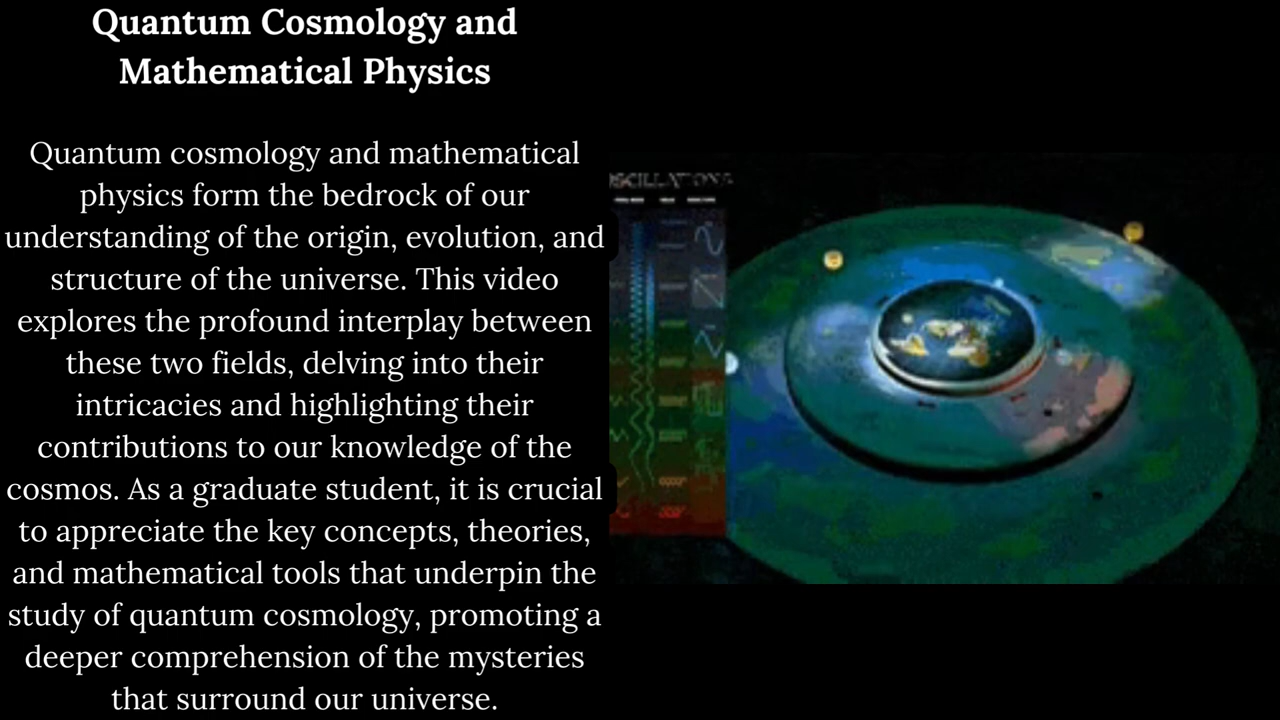 Quantum Cosmology and
Mathematical Physics
Quantum cosmology and mathematical
physics form the bedrock of our
understanding of the origin, evolution, and
structure of the universe. This video
explores the profound interplay between
these two fields, delving into their
intricacies and highlighting their
contributions to our knowledge of the
cosmos. As a graduate student, it is crucial
to appreciate the key concepts, theories,
and mathematical tools that underpin the
study of quantum cosmology, promoting a
deeper comprehension of the mysteries
that surround our universe.